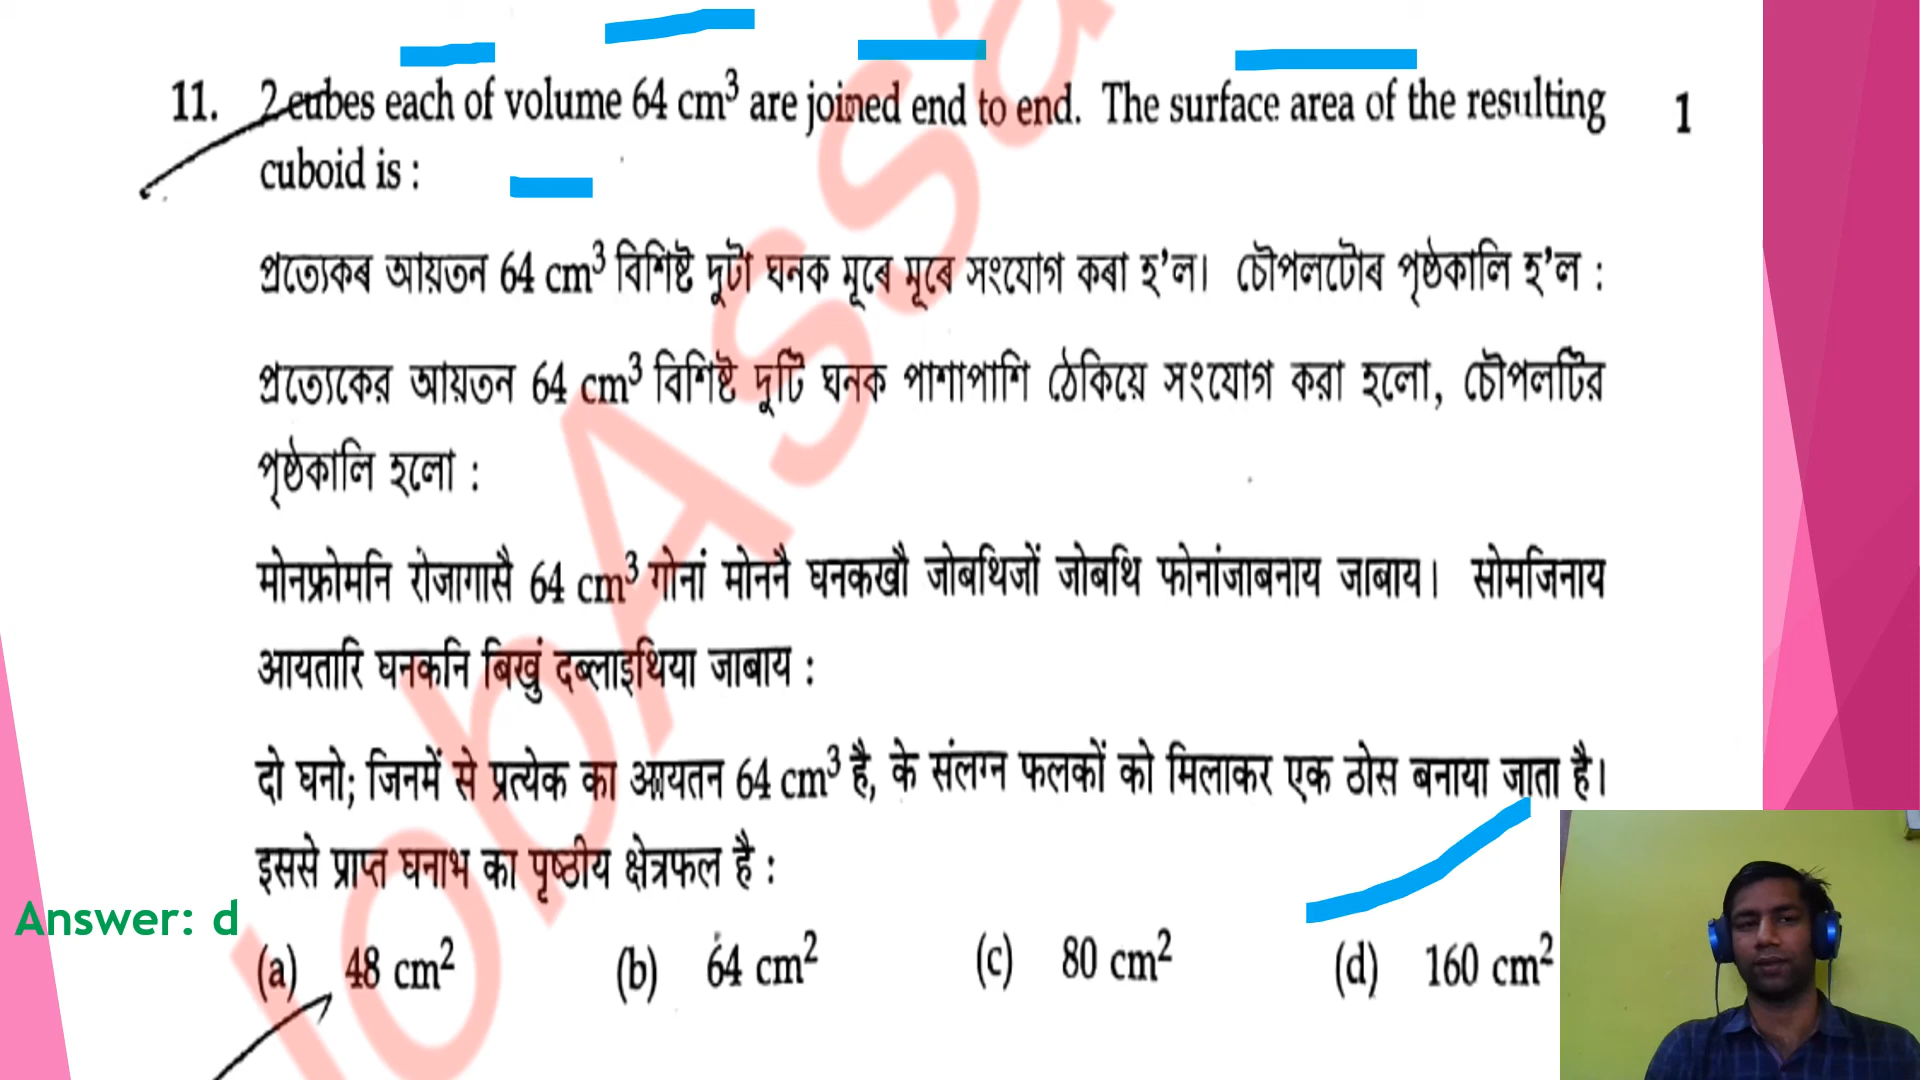 11. 2 cubes each of volume 64 cm³ are joined end to end. The surface area of the resulting 1
cuboid is :
প্ৰত্যেকৰ আয়তন 64 cm³ বিশিষ্ট দুটা ঘনক মূৰে মূৰে সংযোগ কৰা হ'ল। চৌপলটোৰ পৃষ্ঠকালি হ'ল :
প্রত্যেকের আয়তন 64 cm³ বিশিষ্ট দুটি ঘনক পাশাপাশি ঠেকিয়ে সংযোগ করা হলো, চৌপলটির
পৃষ্ঠকালি হলো :
मोनफ्रोमनि रोजागासै 64 cm³ गोनां मोननै घनकखौ जोबथिजों जोबथि फोनांजाबनाय जाबाय। सोमजिनाय
आयतारि घनकनि बिखुं दब्लाइथिया जाबाय :
दो घनो; जिनमें से प्रत्येक का आयतन 64 cm³ है, के संलग्न फलकों को मिलाकर एक ठोस बनाया जाता है।
इससे प्राप्त घनाभ का पृष्ठीय क्षेत्रफल है :
Answer: d
(a) 48 cm² (b) 64 cm² (c) 80 cm² (d) 160 cm²
JobAssa